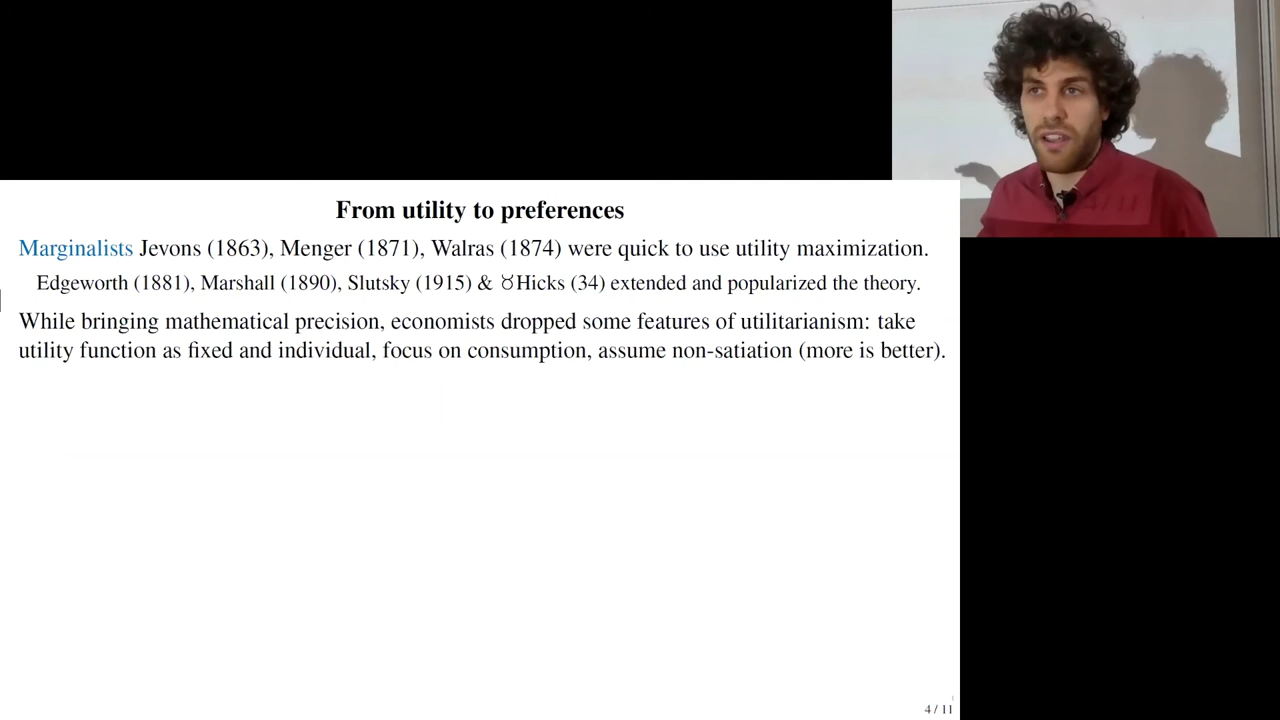 From utility to preferences
Marginalists Jevons (1863), Menger (1871), Walras (1874) were quick to use utility maximization.
Edgeworth (1881), Marshall (1890), Slutsky (1915) & ♉Hicks (34) extended and popularized the theory.
While bringing mathematical precision, economists dropped some features of utilitarianism: take
utility function as fixed and individual, focus on consumption, assume non-satiation (more is better).
4 / 11